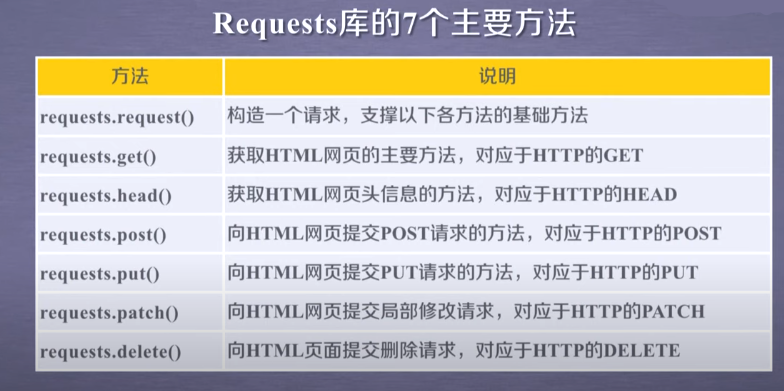 Requests库的7个主要方法
方法 说明
requests.request() 构造一个请求，支撑以下各方法的基础方法
requests.get() 获取HTML网页的主要方法，对应于HTTP的GET
requests.head() 获取HTML网页头信息的方法，对应于HTTP的HEAD
requests.post() 向HTML网页提交POST请求的方法，对应于HTTP的POST
requests.put() 向HTML网页提交PUT请求的方法，对应于HTTP的PUT
requests.patch() 向HTML网页提交局部修改请求，对应于HTTP的PATCH
requests.delete() 向HTML页面提交删除请求，对应于HTTP的DELETE